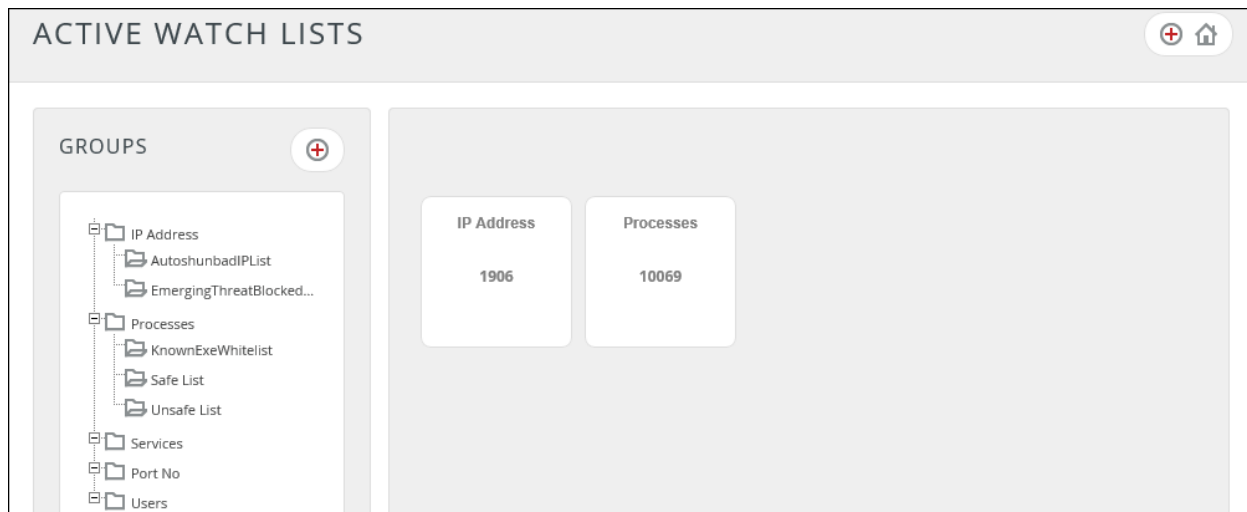 ACTIVE WATCH LISTS
GROUPS
IP Address
AutoshunbadIPList
EmergingThreatBlocked...
Processes
KnownExeWhitelist
Safe List
Unsafe List
Services
Port No
Users
IP Address
1906
Processes
10069